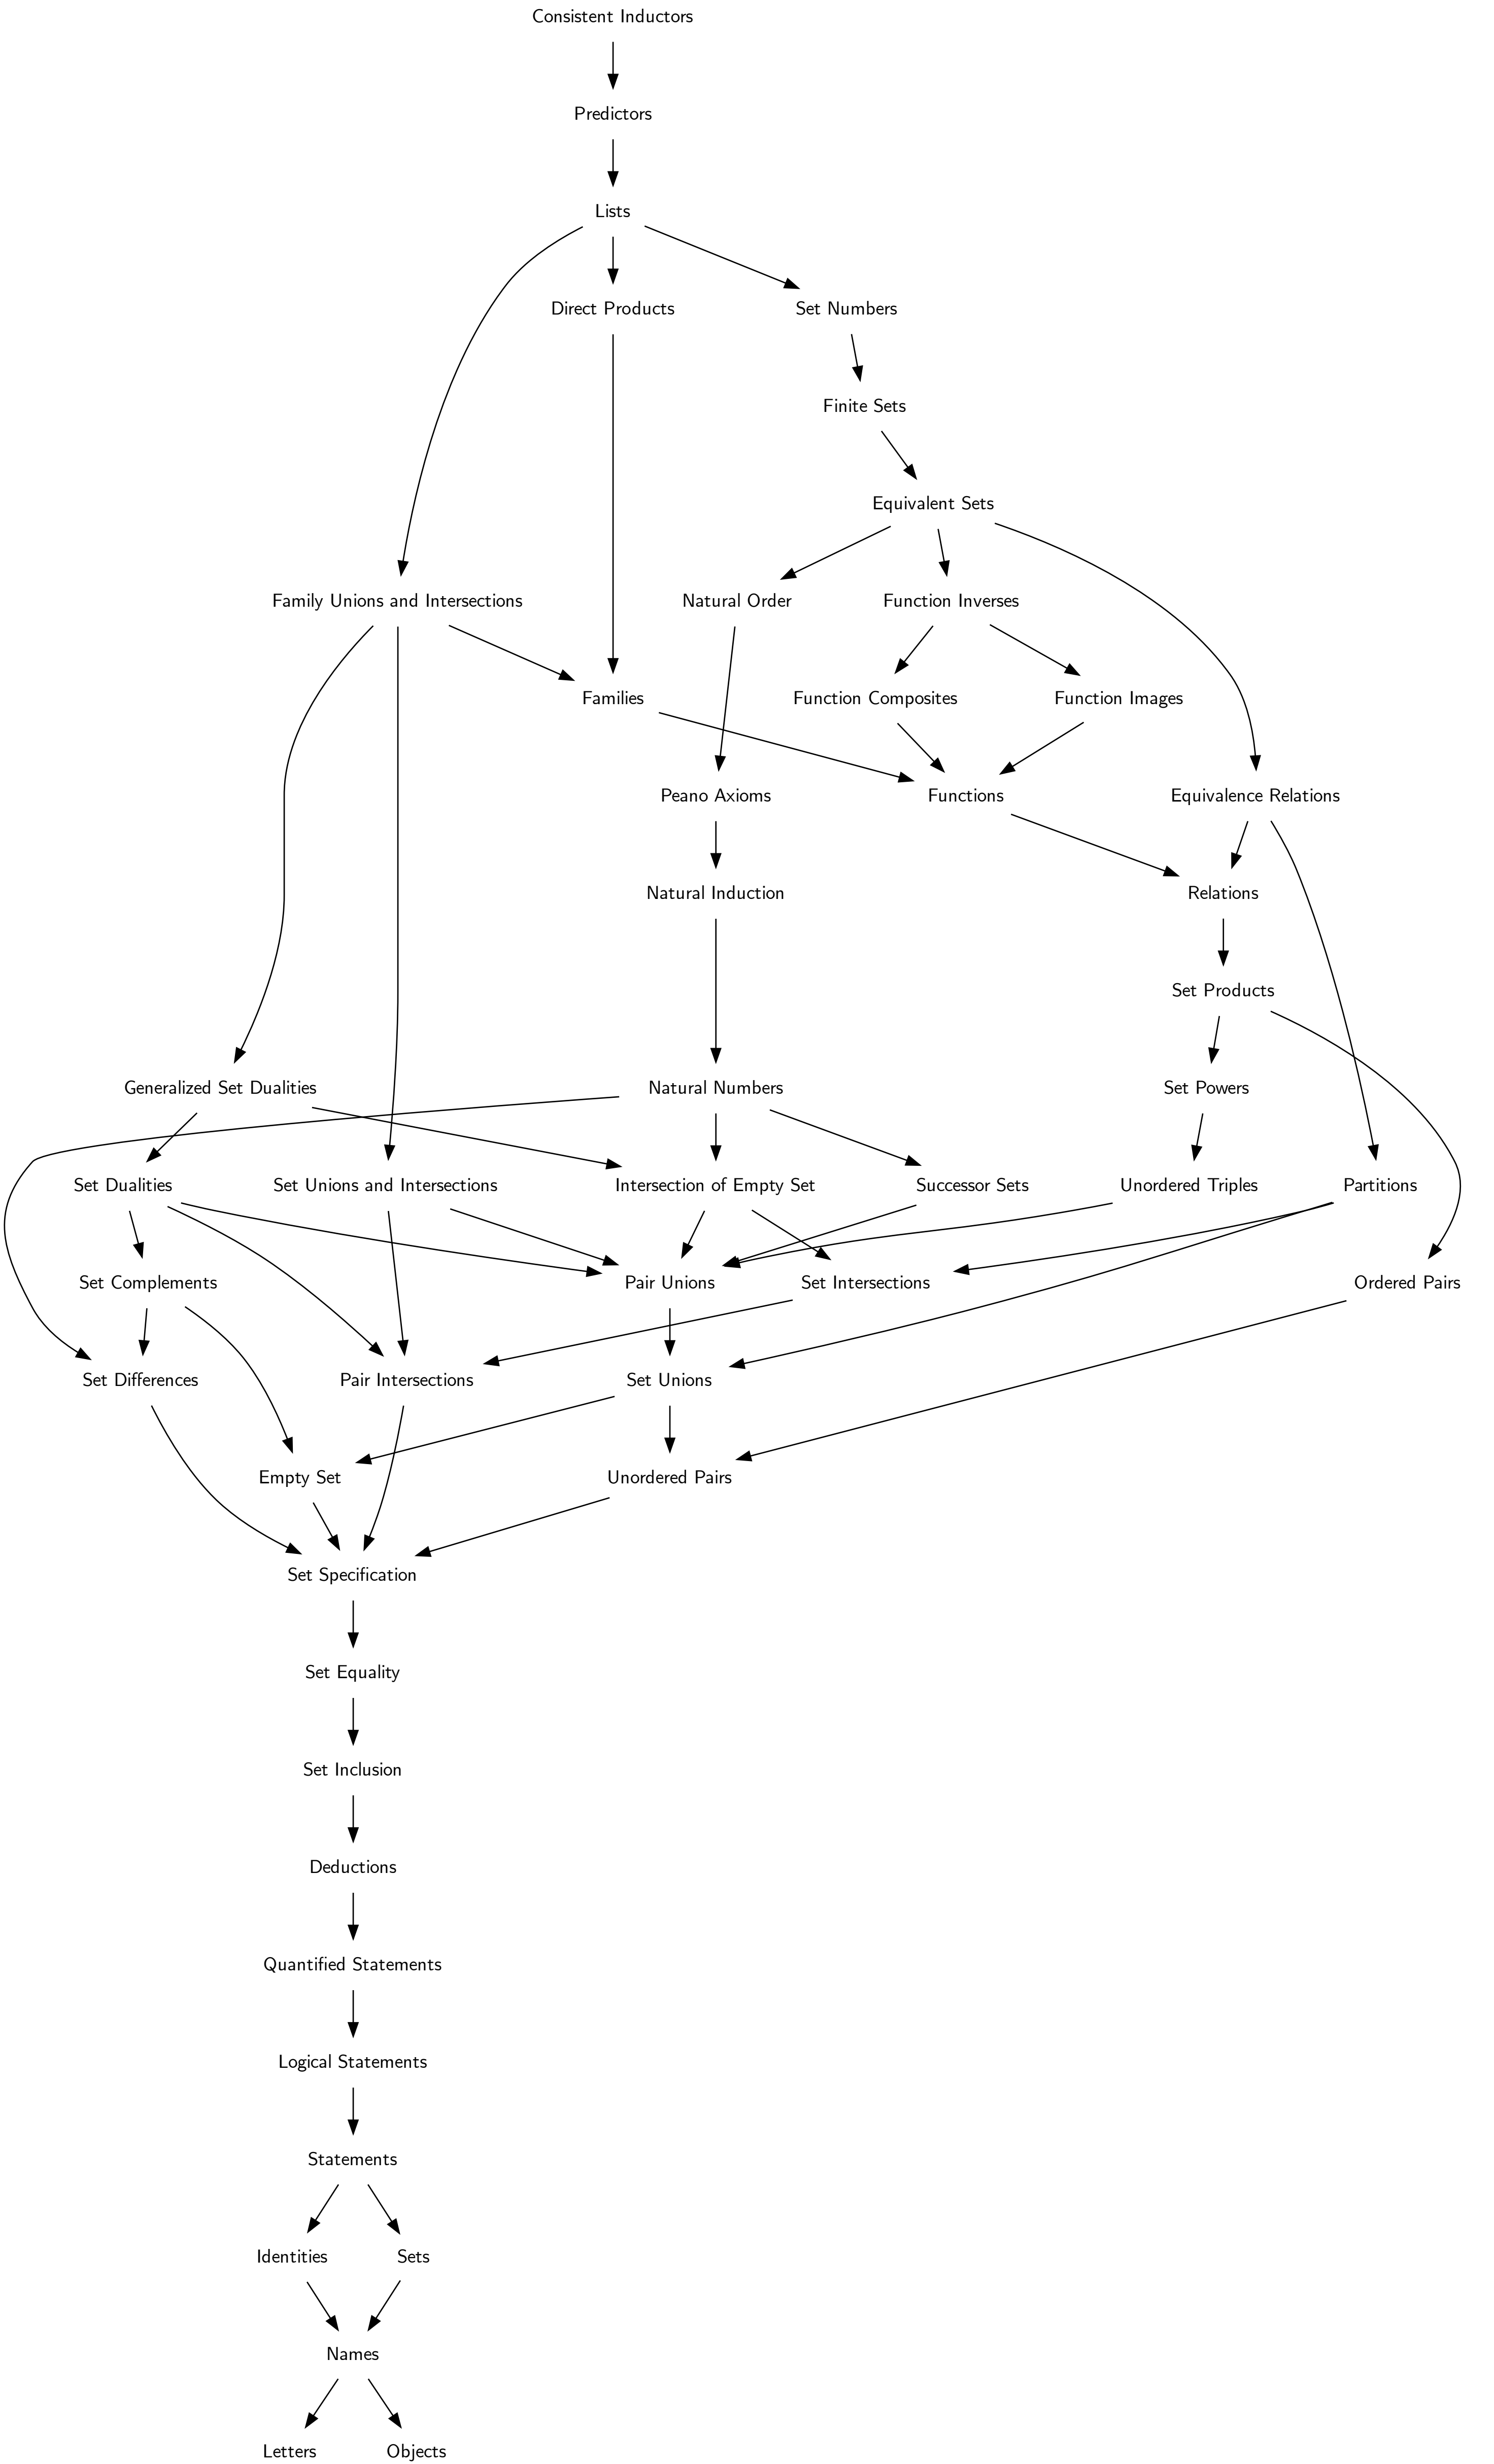 Consistent Inductors
Predictors
Lists
Direct Products
Set Numbers
Finite Sets
Equivalent Sets
Family Unions and Intersections
Natural Order
Function Inverses
Families
Function Composites
Function Images
Peano Axioms
Functions
Equivalence Relations
Natural Induction
Relations
Set Products
Generalized Set Dualities
Natural Numbers
Set Powers
Set Dualities
Set Unions and Intersections
Intersection of Empty Set
Successor Sets
Unordered Triples
Partitions
Set Complements
Pair Unions
Set Intersections
Ordered Pairs
Set Differences
Pair Intersections
Set Unions
Empty Set
Unordered Pairs
Set Specification
Set Equality
Set Inclusion
Deductions
Quantified Statements
Logical Statements
Statements
Identities
Sets
Names
Letters
Objects